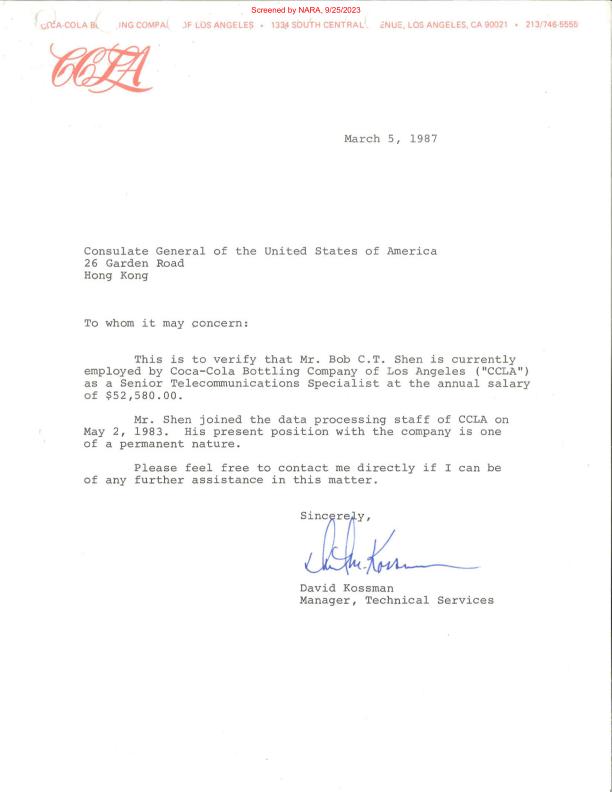 Screened by NARA, 9/25/2023
COCA-COLA B ING COMPA OF LOS ANGELES • 1334 SOUTH CENTRAL ENUE, LOS ANGELES, CA 90021 • 213/746-5555
CCLA
March 5, 1987
Consulate General of the United States of America
26 Garden Road
Hong Kong
To whom it may concern:
This is to verify that Mr. Bob C.T. Shen is currently
employed by Coca-Cola Bottling Company of Los Angeles ("CCLA")
as a Senior Telecommunications Specialist at the annual salary
of $52,580.00.
Mr. Shen joined the data processing staff of CCLA on
May 2, 1983. His present position with the company is one
of a permanent nature.
Please feel free to contact me directly if I can be
of any further assistance in this matter.
Sincerely,
David Kossman
Manager, Technical Services